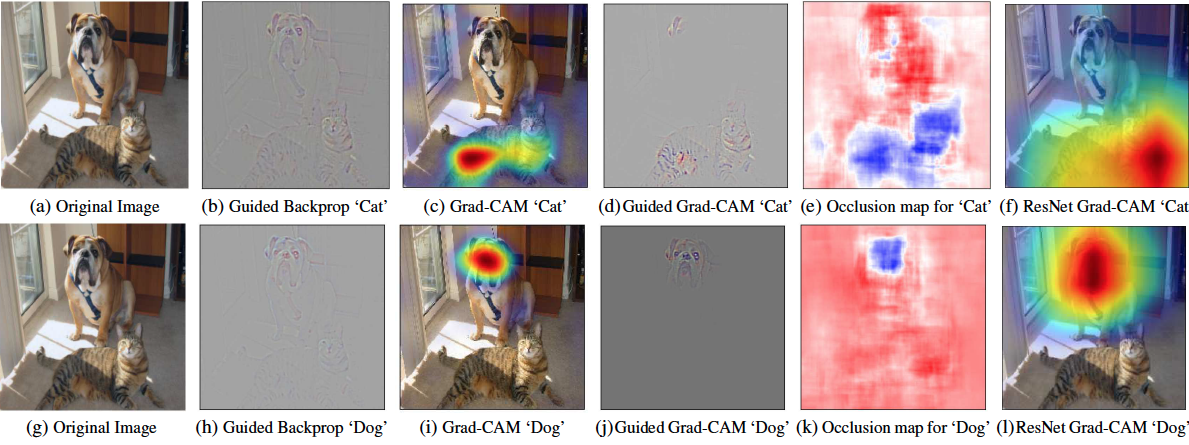 (a) Original Image (b) Guided Backprop ‘Cat’ (c) Grad-CAM ‘Cat’ (d) Guided Grad-CAM ‘Cat’ (e) Occlusion map for ‘Cat’ (f) ResNet Grad-CAM ‘Cat
(g) Original Image (h) Guided Backprop ‘Dog’ (i) Grad-CAM ‘Dog’ (j) Guided Grad-CAM ‘Dog’ (k) Occlusion map for ‘Dog’ (l) ResNet Grad-CAM ‘Dog’